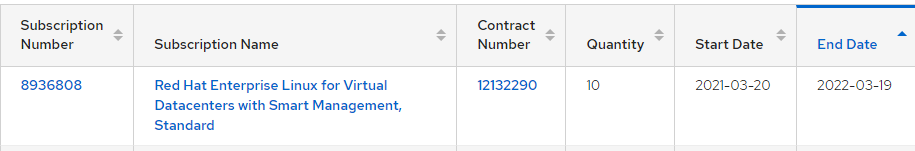 Subscription Number
Subscription Name
Contract Number
Quantity
Start Date
End Date
8936808
Red Hat Enterprise Linux for Virtual
Datacenters with Smart Management,
Standard
12132290
10
2021-03-20
2022-03-19